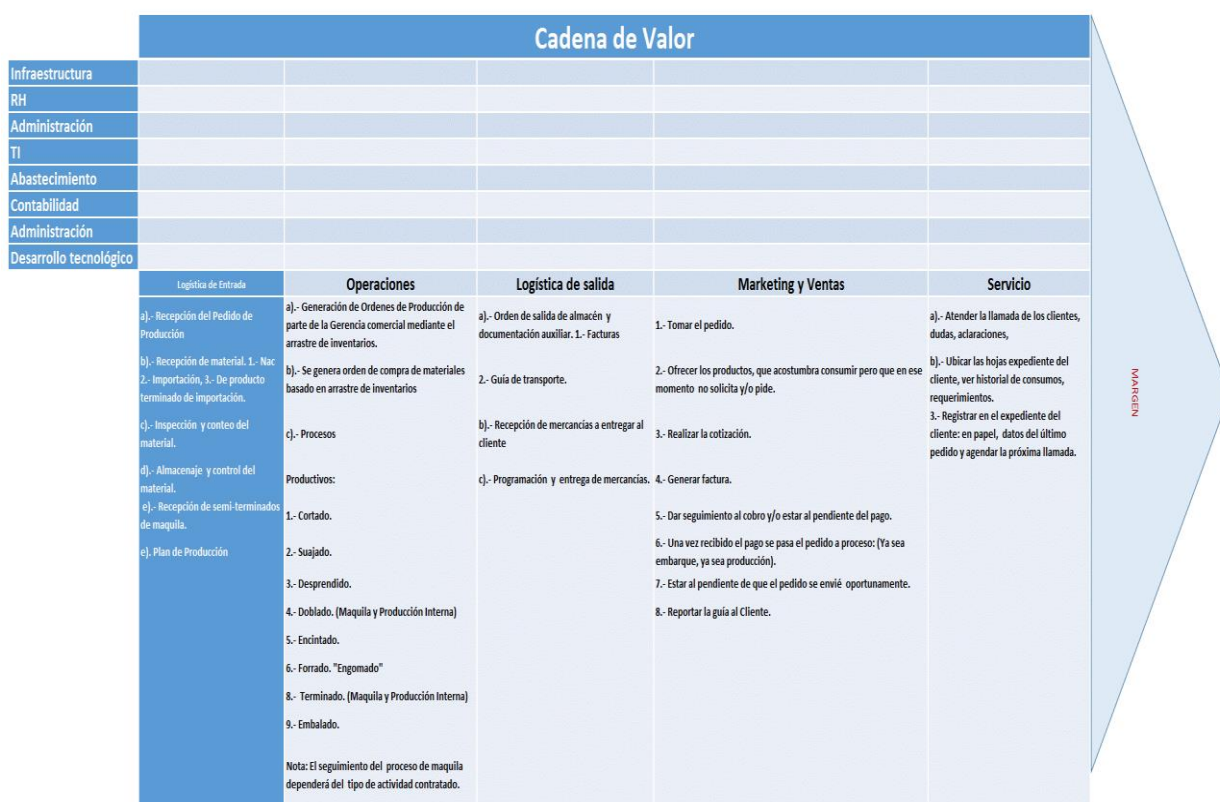 Cadena de Valor
Infraestructura
RH
Administración
TI
Abastecimiento
Contabilidad
Administración
Desarrollo tecnológico
Logística de Entrada
a).- Recepción del Pedido de
Producción
b).- Recepción de material. 1.- Nac
2.- Importación, 3.- De producto
terminado de importación.
c).- Inspección y conteo del
material.
d).- Almacenaje y control del
material.
e).- Recepción de semi-terminados
de maquila.
e). Plan de Producción
Operaciones
a).- Generación de Ordenes de Producción de
parte de la Gerencia comercial mediante el
arrastre de inventarios.
b).- Se genera orden de compra de materiales
basado en arrastre de inventarios
c).- Procesos
Productivos:
1.- Cortado.
2.- Suajado.
3.- Desprendido.
4.- Doblado. (Maquila y Producción Interna)
5.- Encintado.
6.- Forrado. "Engomado"
8.- Terminado. (Maquila y Producción Interna)
9.- Embalado.
Nota: El seguimiento del proceso de maquila
dependerá del tipo de actividad contratado.
Logística de salida
a).- Orden de salida de almacén y
documentación auxiliar. 1.- Facturas
2.- Guía de transporte.
b).- Recepción de mercancías a entregar al
cliente
c).- Programación y entrega de mercancías.
Marketing y Ventas
1.- Tomar el pedido.
2.- Ofrecer los productos, que acostumbra consumir pero que en ese
momento no solicita y/o pide.
3.- Realizar la cotización.
4.- Generar factura.
5.- Dar seguimiento al cobro y/o estar al pendiente del pago.
6.- Una vez recibido el pago se pasa el pedido a proceso: (Ya sea
embarque, ya sea producción).
7.- Estar al pendiente de que el pedido se envié oportunamente.
8.- Reportar la guía al Cliente.
Servicio
a).- Atender la llamada de los clientes,
dudas, aclaraciones,
b).- Ubicar las hojas expediente del
cliente, ver historial de consumos,
requerimientos.
3.- Registrar en el expediente del
cliente: en papel, datos del último
pedido y agendar la próxima llamada.
MARGEN